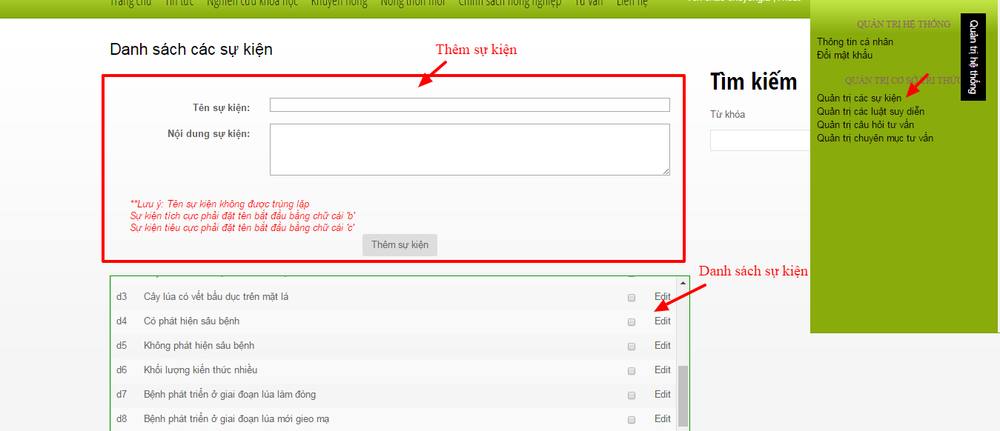 Trang chủ Tin tức Nghiên cứu khoa học Khuyến nông Nông thôn mới Chính sách nông nghiệp Tư vấn Liên hệ
QUẢN TRỊ HỆ THỐNG
Thông tin cá nhân
Đổi mật khẩu
QUẢN TRỊ CƠ SỞ TRI THỨC
Quản trị các sự kiện
Quản trị các luật suy diễn
Quản trị câu hỏi tư vấn
Quản trị chuyên mục tư vấn
Quản trị hệ thống
Danh sách các sự kiện
Thêm sự kiện
Tên sự kiện:
Nội dung sự kiện:
**Lưu ý: Tên sự kiện không được trùng lặp
Sự kiện tích cực phải đặt tên bắt đầu bằng chữ cái 'b'
Sự kiện tiêu cực phải đặt tên bắt đầu bằng chữ cái 'c'
Thêm sự kiện
Tìm kiếm
Từ khóa
Danh sách sự kiện
d3 Cây lúa có vết bầu dục trên mặt lá Edit
d4 Có phát hiện sâu bệnh Edit
d5 Không phát hiện sâu bệnh Edit
d6 Khối lượng kiến thức nhiều Edit
d7 Bệnh phát triển ở giai đoạn lúa làm đòng Edit
d8 Bệnh phát triển ở giai đoạn lúa mới gieo mạ Edit